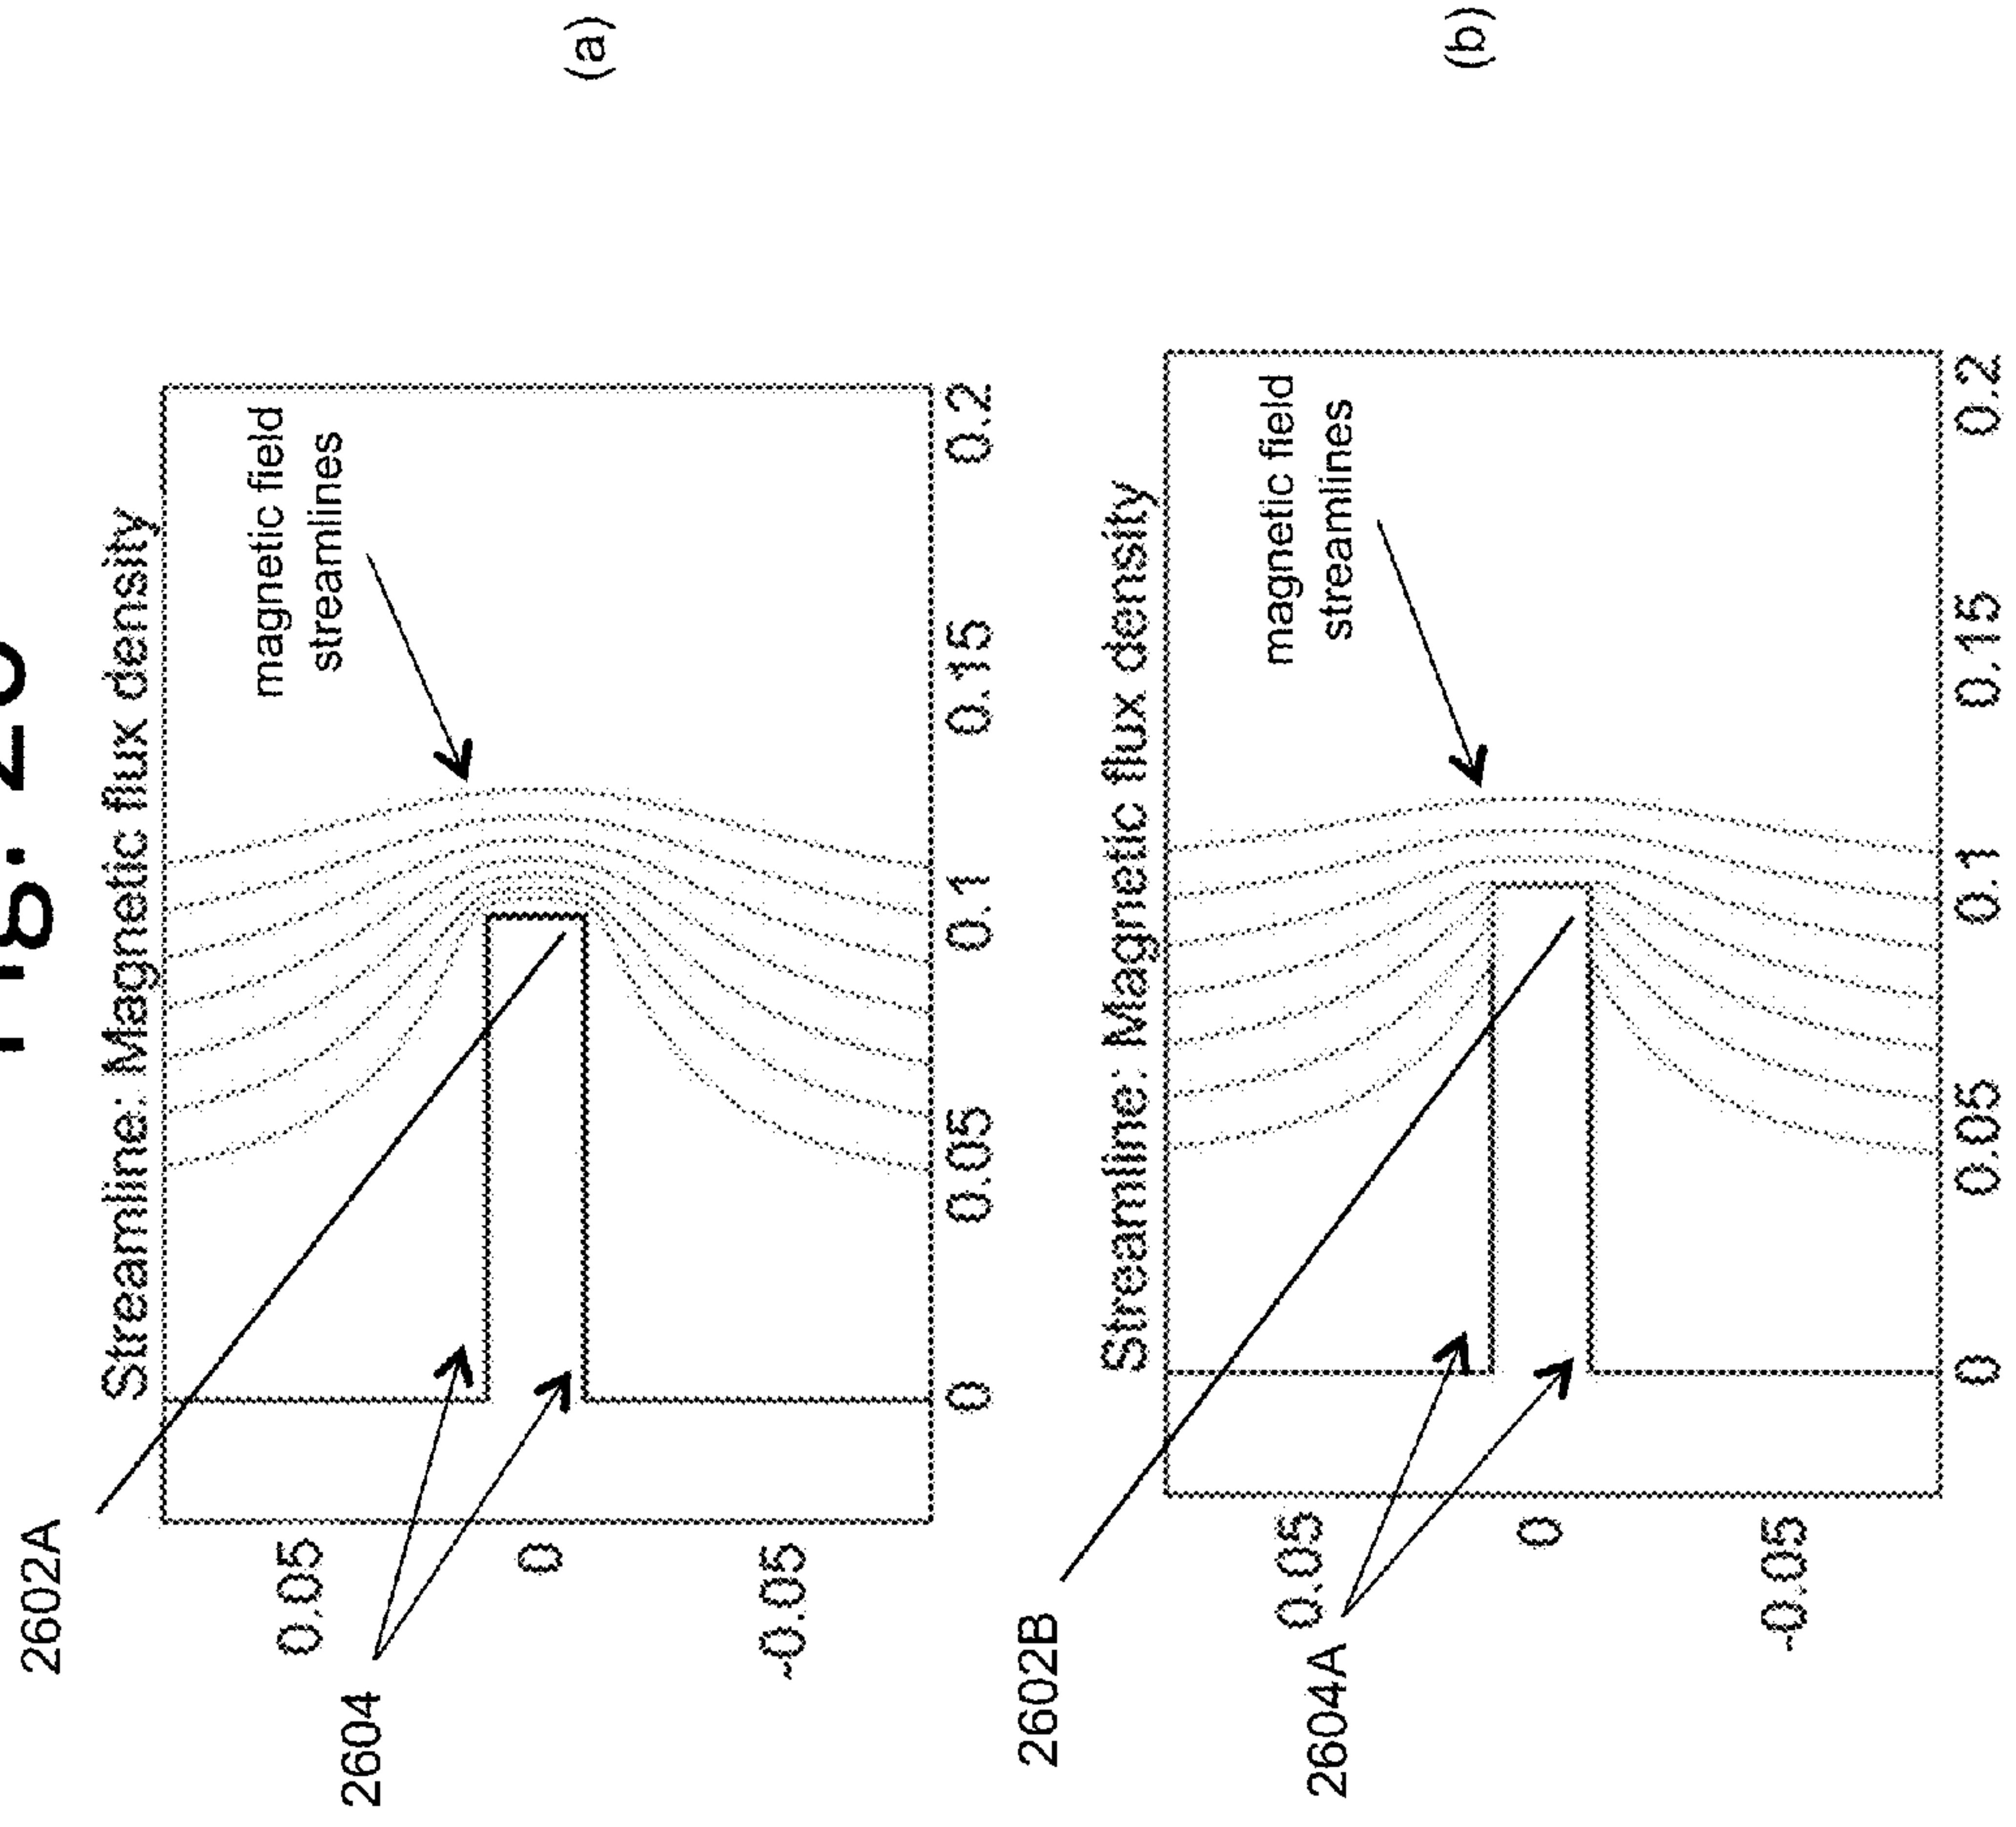 Streamline: Magnetic flux density
2602A
magnetic field
streamlines
2604
0.05
0
-0.05
0
0.05
0.1
0.15
0.2
(a)
Streamline: Magnetic flux density
2602B
magnetic field
streamlines
2604A
0.05
0
-0.05
0
0.05
0.1
0.15
0.2
(b)